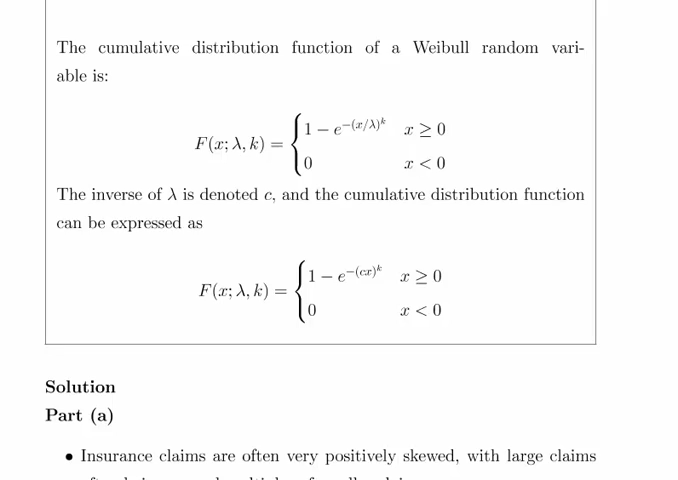 The cumulative distribution function of a Weibull random vari-
able is:
F(x; λ, k) = { 1 − e^{−(x/λ)^k}  x ≥ 0
0  x < 0
The inverse of λ is denoted c, and the cumulative distribution function
can be expressed as
F(x; λ, k) = { 1 − e^{−(cx)^k}  x ≥ 0
0  x < 0
Solution
Part (a)
• Insurance claims are often very positively skewed, with large claims